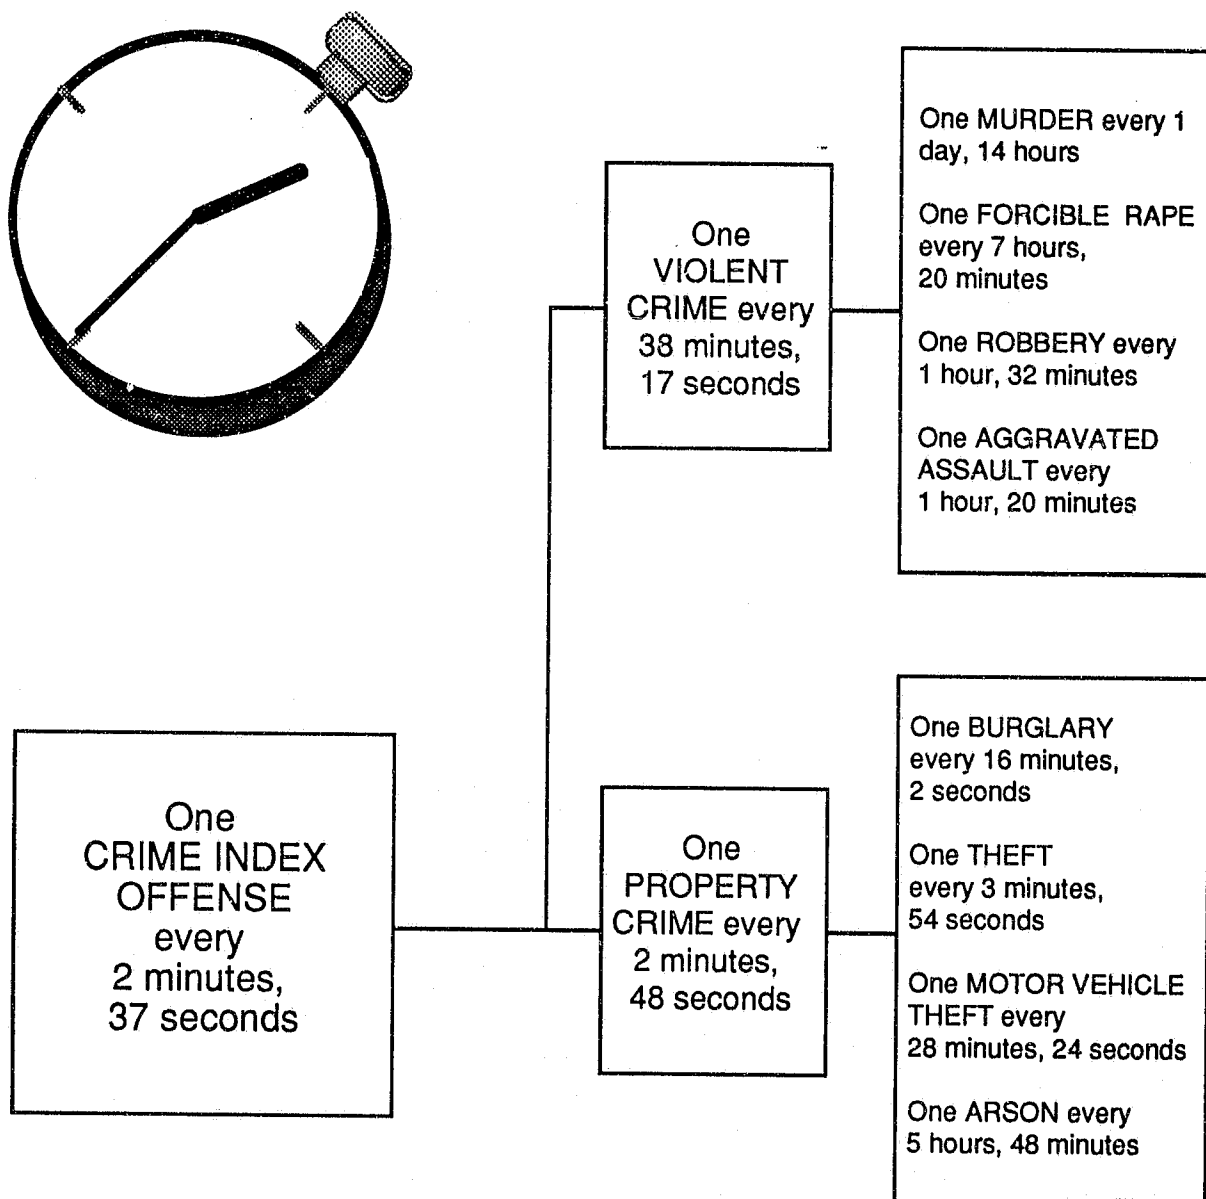 One
CRIME INDEX
OFFENSE
every
2 minutes,
37 seconds
One
VIOLENT
CRIME every
38 minutes,
17 seconds
One MURDER every 1
day, 14 hours
One FORCIBLE RAPE
every 7 hours,
20 minutes
One ROBBERY every
1 hour, 32 minutes
One AGGRAVATED
ASSAULT every
1 hour, 20 minutes
One
PROPERTY
CRIME every
2 minutes,
48 seconds
One BURGLARY
every 16 minutes,
2 seconds
One THEFT
every 3 minutes,
54 seconds
One MOTOR VEHICLE
THEFT every
28 minutes, 24 seconds
One ARSON every
5 hours, 48 minutes